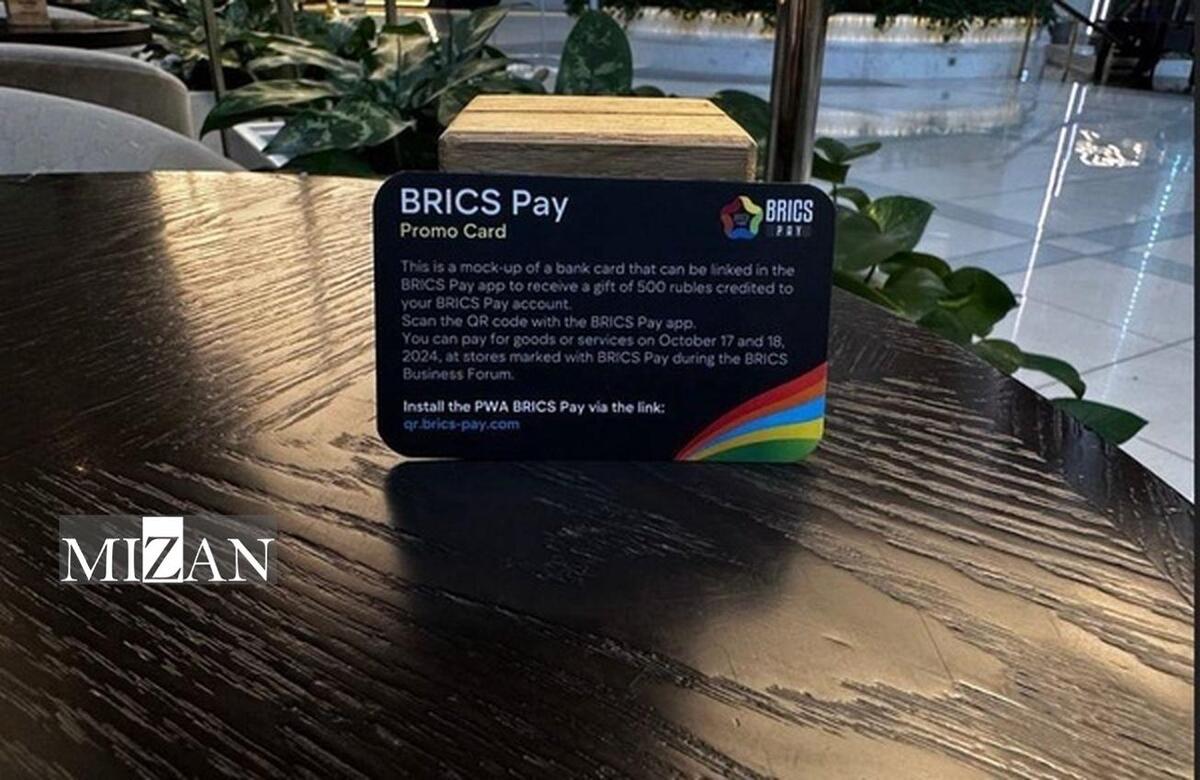 BRICS Pay
Promo Card
BRICS
PAY
This is a mock-up of a bank card that can be linked in the
BRICS Pay app to receive a gift of 500 rubles credited to
your BRICS Pay account.
Scan the QR code with the BRICS Pay app.
You can pay for goods or services on October 17 and 18,
2024, at stores marked with BRICS Pay during the BRICS
Business Forum.
Install the PWA BRICS Pay via the link:
qr.brics-pay.com
MIZAN